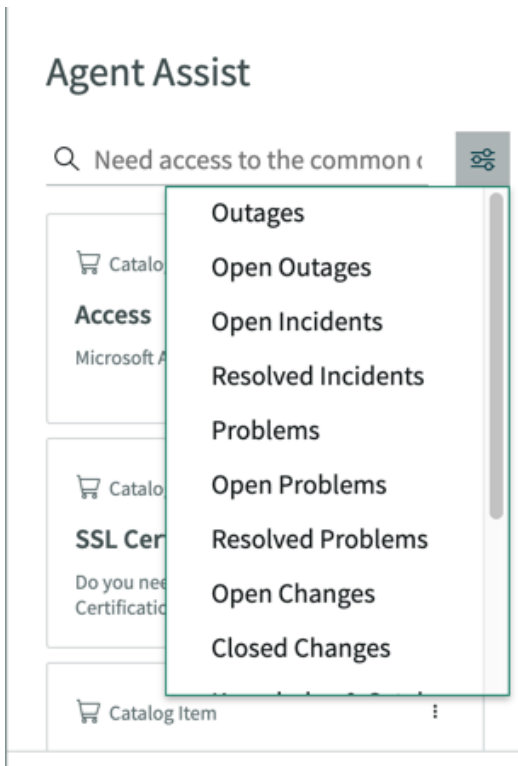 Agent Assist
Need access to the common
Outages
Open Outages
Open Incidents
Resolved Incidents
Problems
Open Problems
Resolved Problems
Open Changes
Closed Changes
Catalo
Access
Microsoft A
Catalo
SSL Cer
Do you nee
Certificatio
Catalog Item